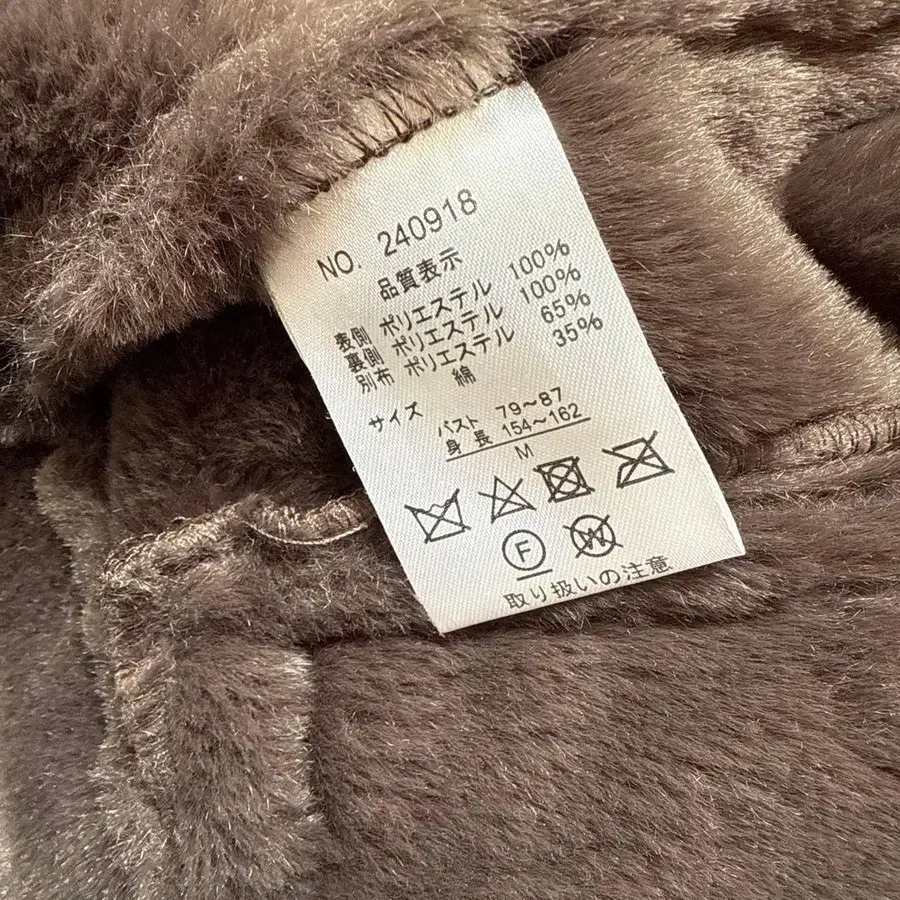 NO. 240918
品質表示
表側 ポリエステル 100%
裏側 ポリエステル 100%
別布 ポリエステル 65%
綿 35%
サイズ
バスト 79～87
身長 154～162
M
F W
取り扱いの注意